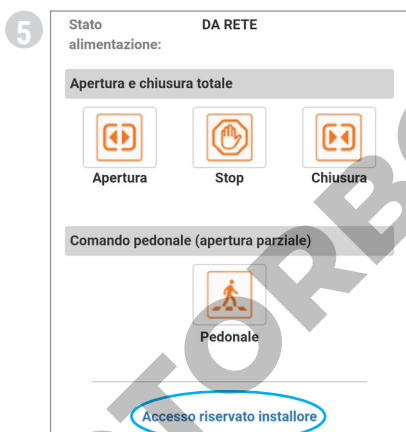 5
Stato DA RETE
alimentazione:
Apertura e chiusura totale
Apertura Stop Chiusura
Comando pedonale (apertura parziale)
Pedonale
Accesso riservato installore